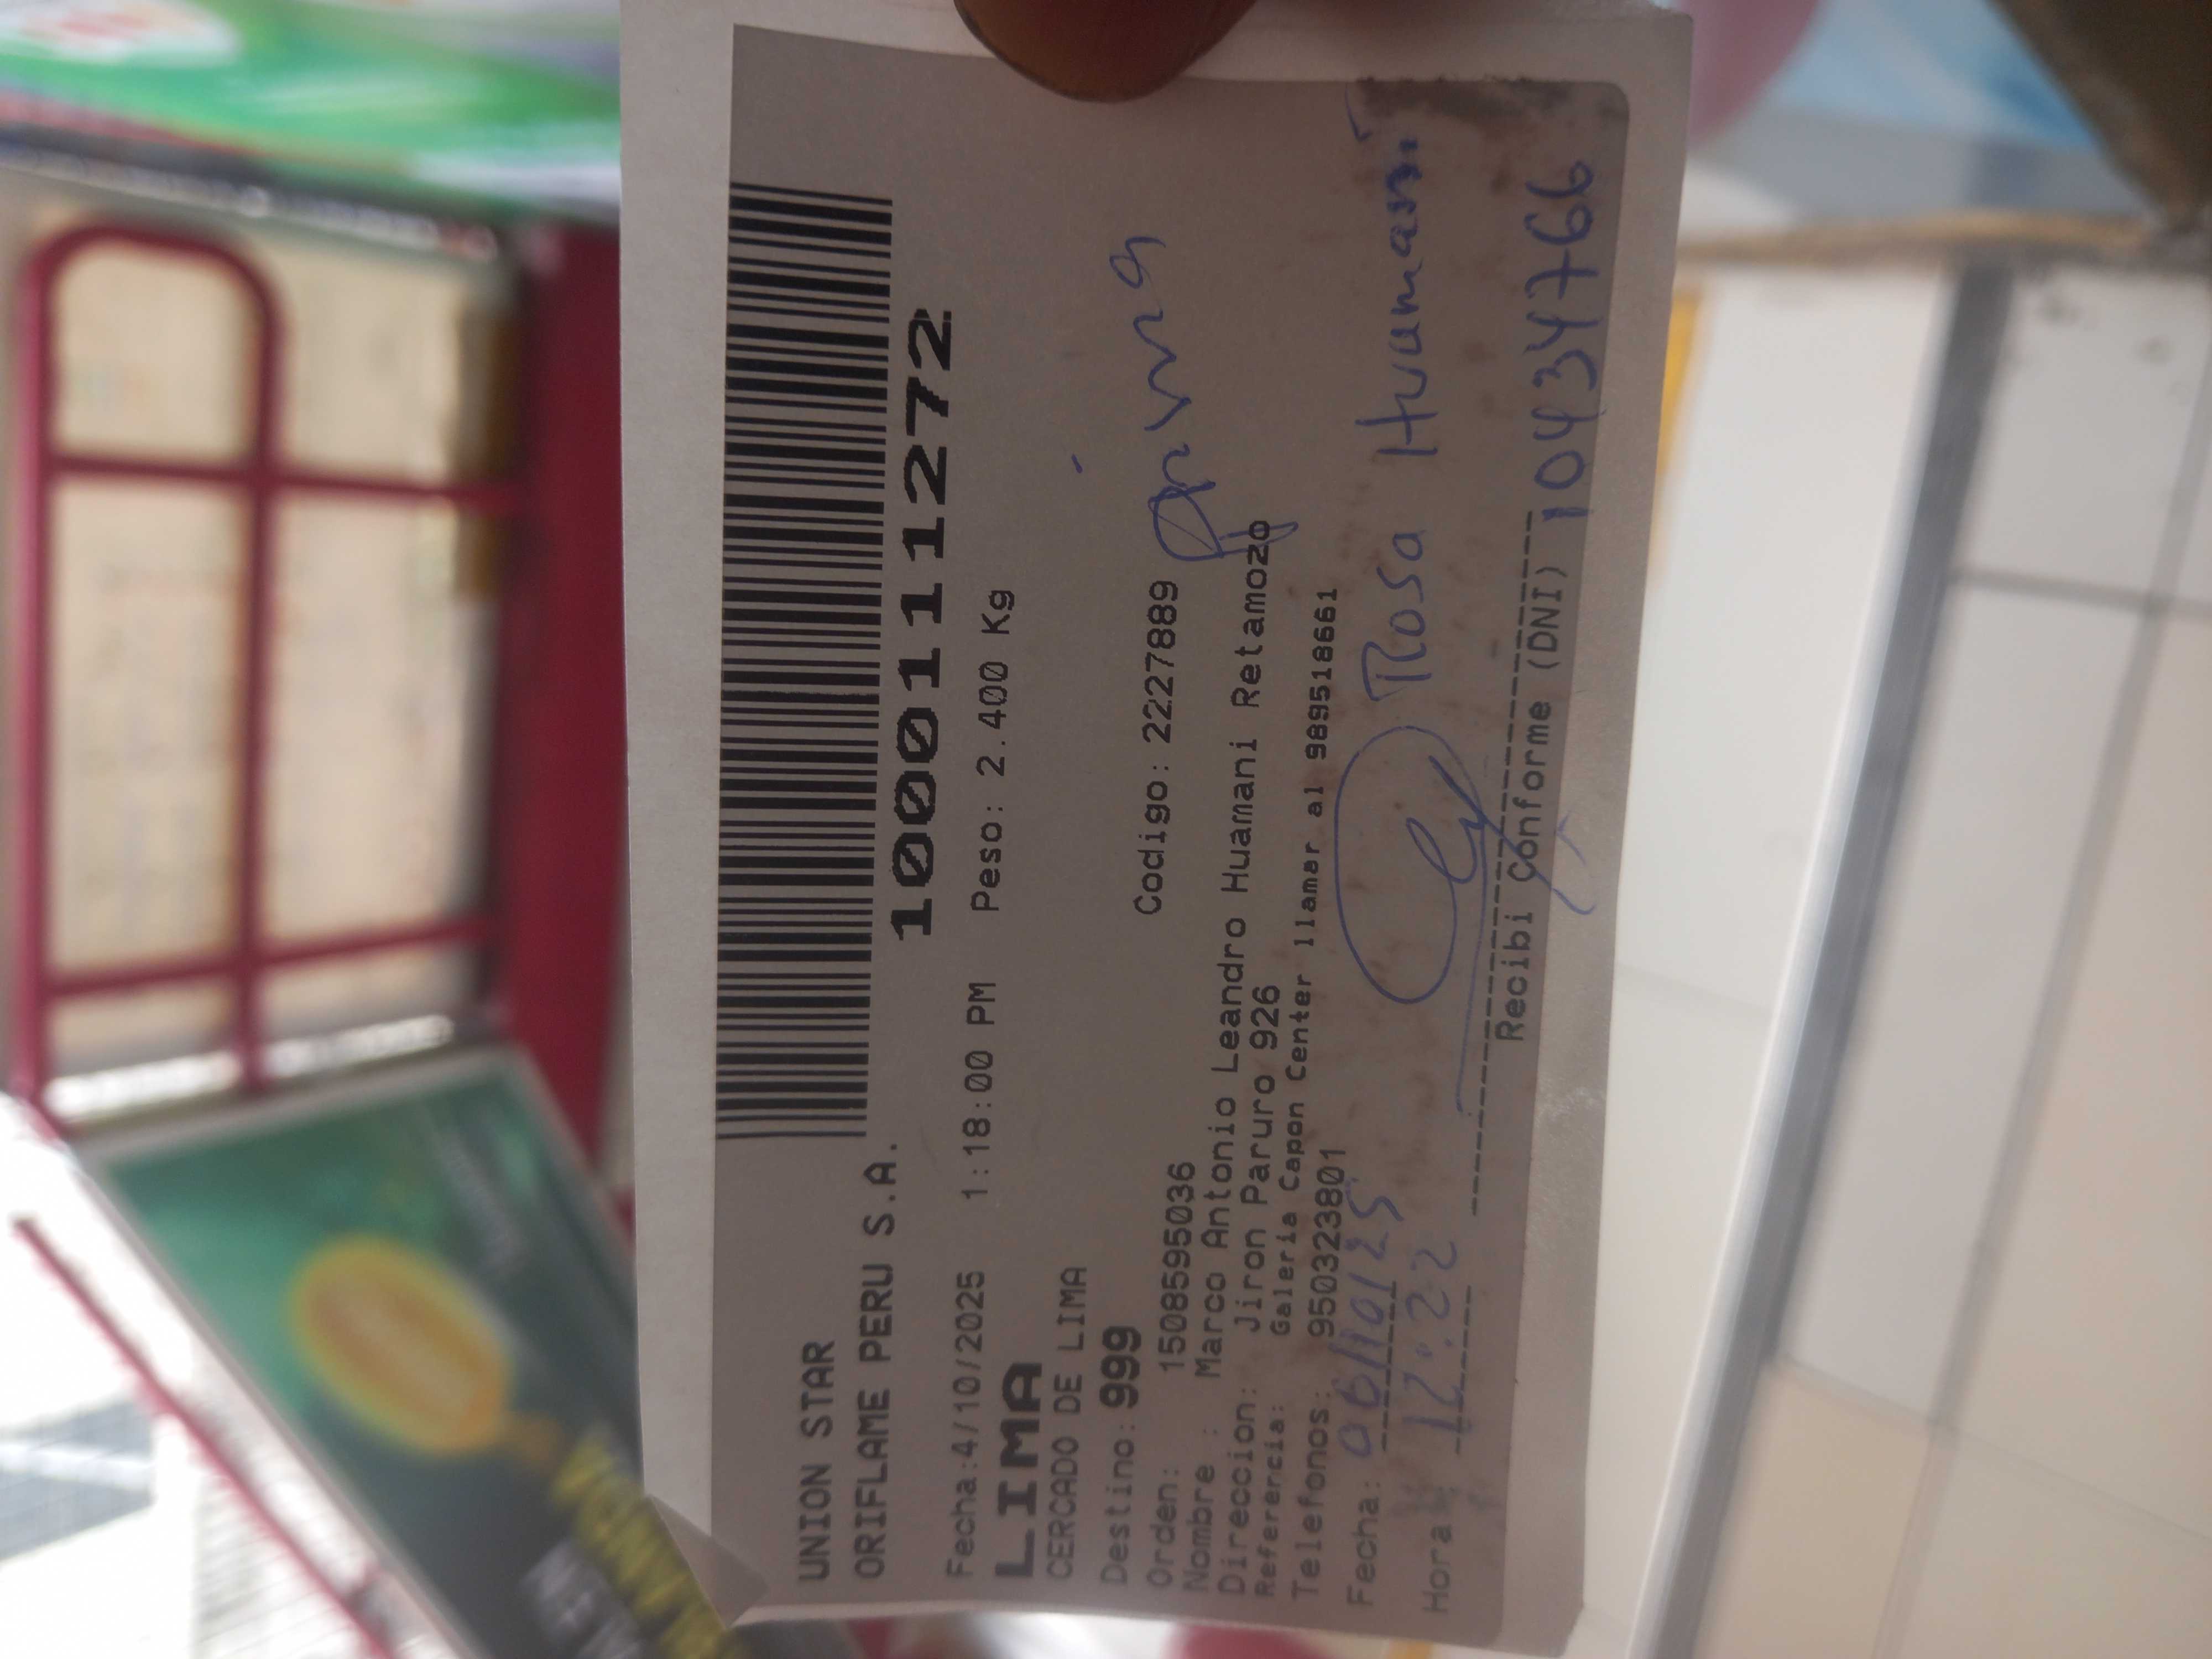 UNION STAR
ORIFLAME PERU S.A.
1000111272
Fecha:4/10/2025 1:18:00 PM Peso: 2.400 Kg
LIMA
CERCADO DE LIMA
Destino: 999
Orden: 1508595036 Codigo: 2227889
Nombre : Marco Antonio Leandro Huamani Retamozo
Direccion: Jiron Paruro 926
Referencia: Galeria Capon Center llamar al 989518661
Telefonos: 950323801
Fecha: 06/10/25 Rosa Huamaní
Hora 12:22
Recibi Conforme (DNI) 10434766